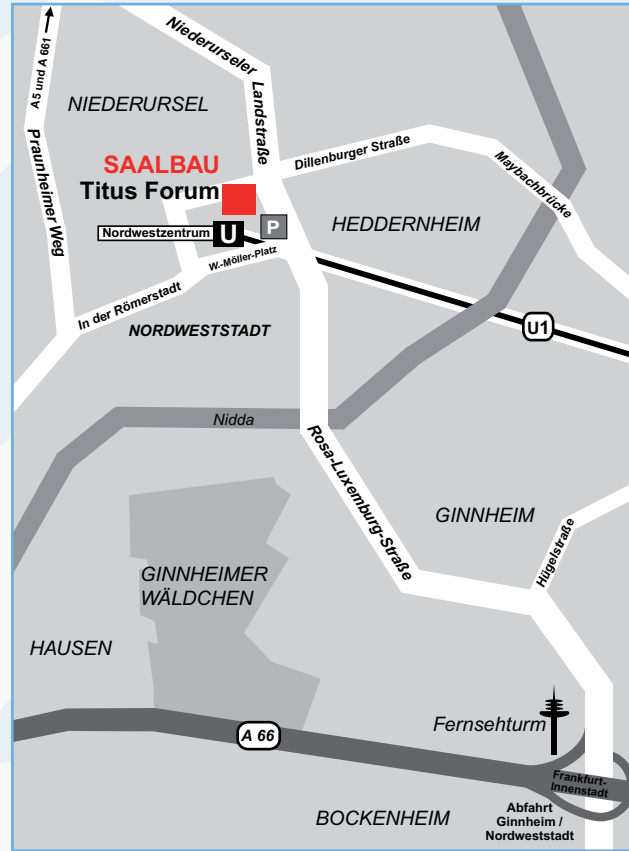 Niederurseler
Landstraße
A 5 und A 661
NIEDERURSEL
Praunheimer Weg
SAALBAU
Titus Forum
Dillenburger Straße
Maybachbrücke
HEDDERNHEIM
Nordwestzentrum
U
P
W.-Möller-Platz
In der Römerstadt
NORDWESTSTADT
U1
Nidda
Rosa-Luxemburg-Straße
GINNHEIM
Hügelstraße
GINNHEIMER
WÄLDCHEN
HAUSEN
Fernsehturm
A 66
Frankfurt-
Innenstadt
BOCKENHEIM
Abfahrt
Ginnheim /
Nordweststadt